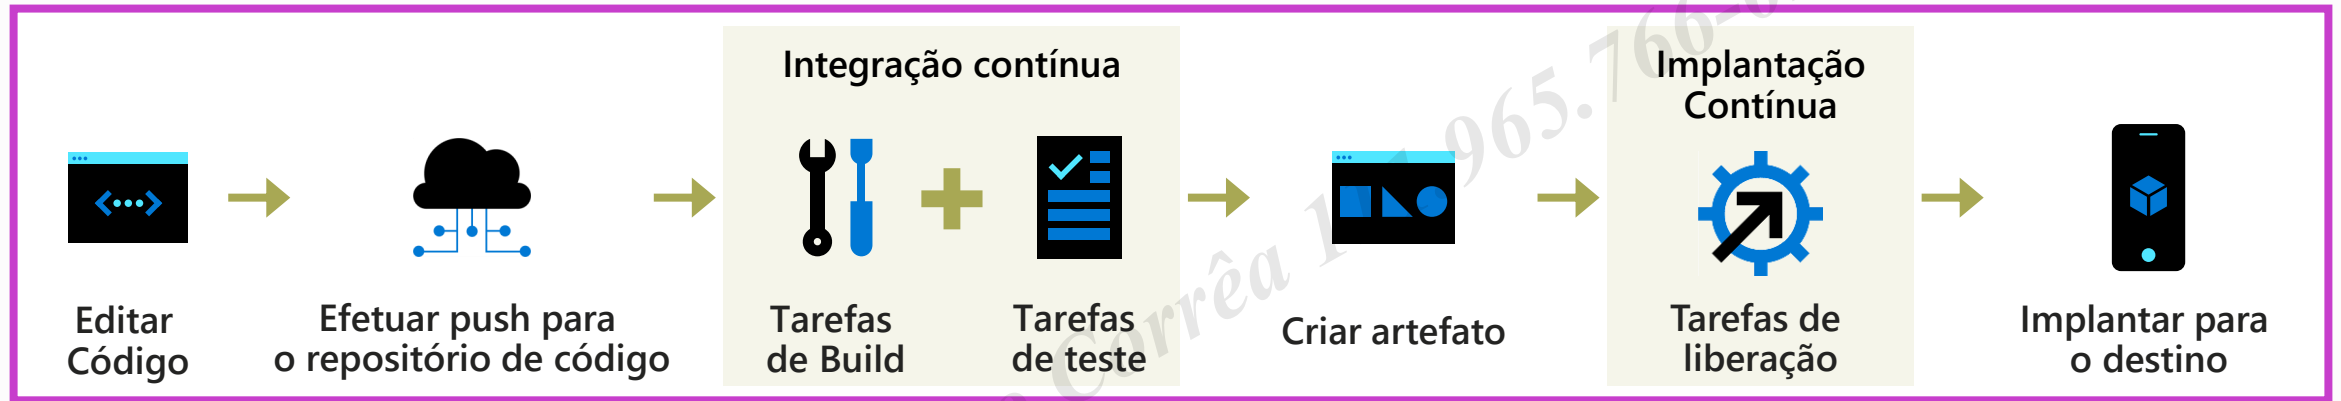 Integração contínua
Implantação
Contínua
Editar
Código
Efetuar push para
o repositório de código
Tarefas
de Build
Tarefas
de teste
Criar artefato
Tarefas de
liberação
Implantar para
o destino
Corrêa